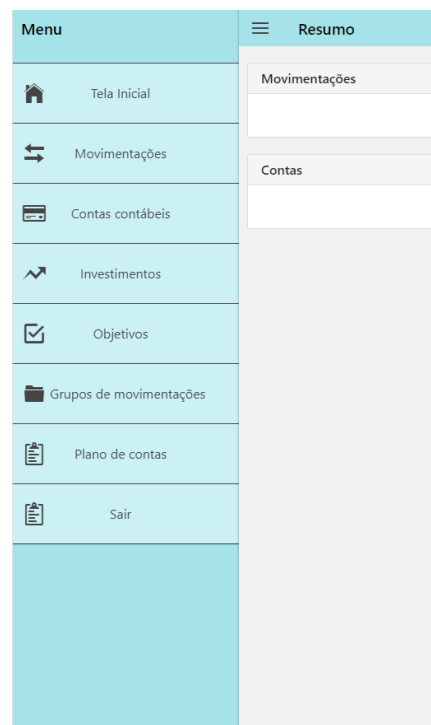 Menu
Tela Inicial
Movimentações
Contas contábeis
Investimentos
Objetivos
Grupos de movimentações
Plano de contas
Sair
Resumo
Movimentações
Contas